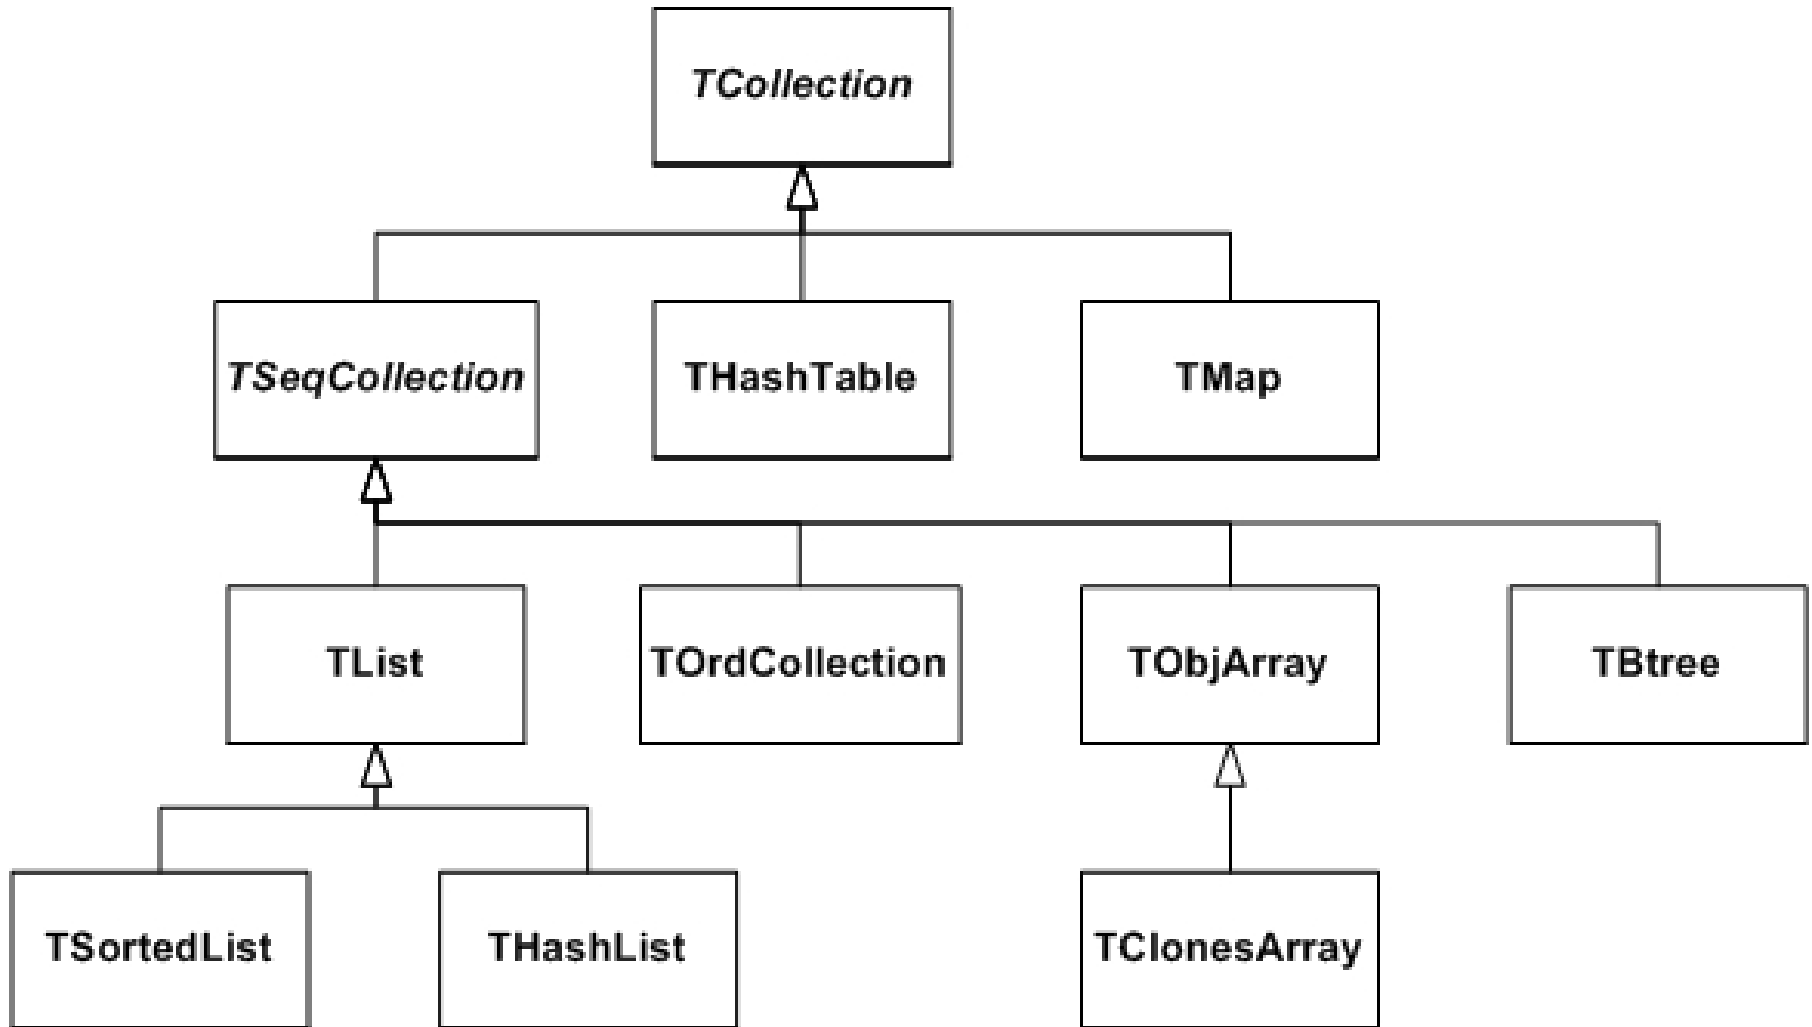 TCollection
TSeqCollection
THashTable
TMap
TList
TOrdCollection
TObjArray
TBtree
TSortedList
THashList
TClonesArray